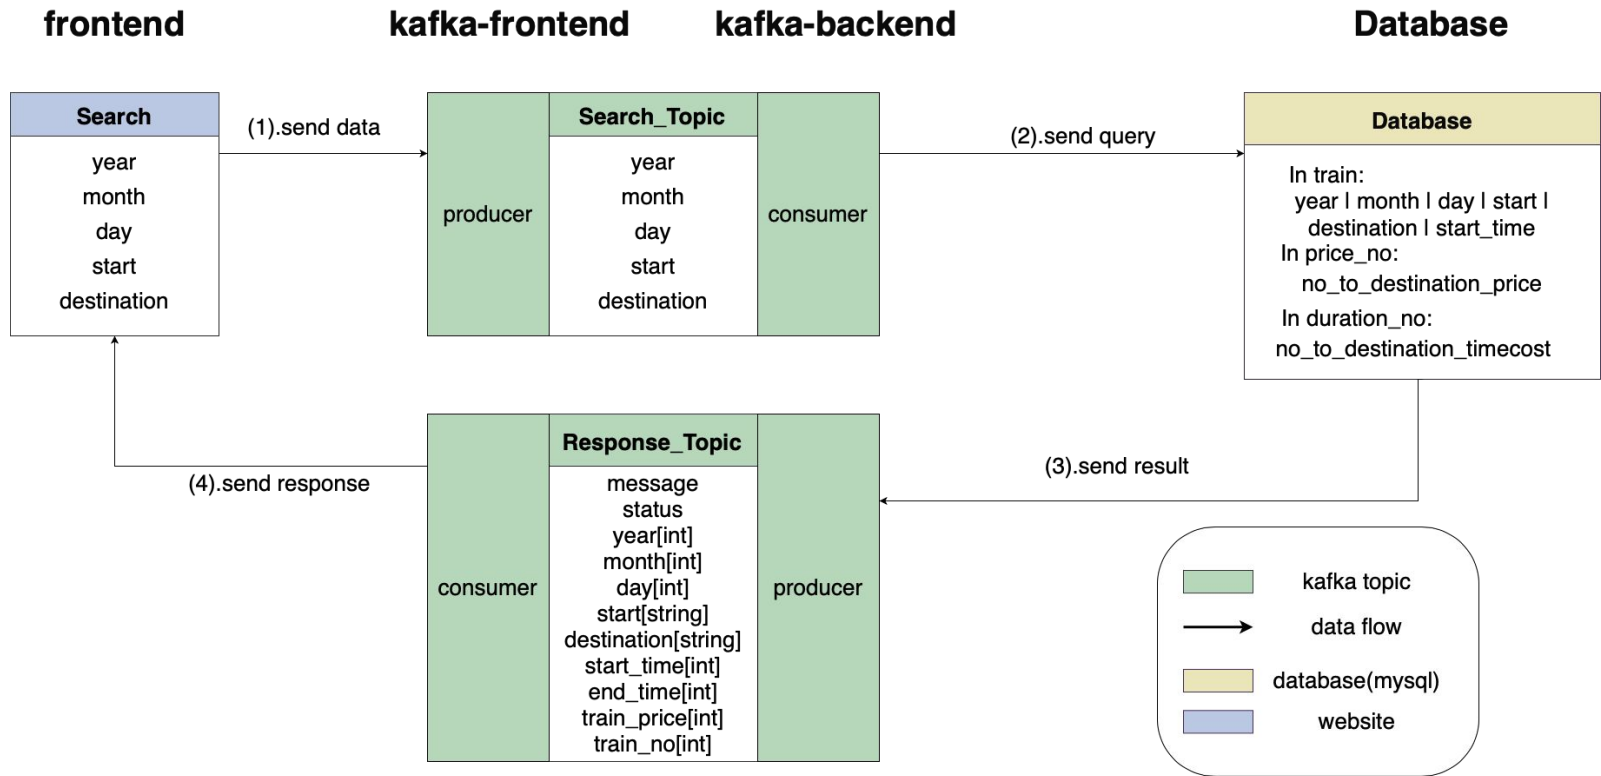 frontend
kafka-frontend
kafka-backend
Database
Search
year
month
day
start
destination
(1).send data
producer
Search_Topic
year
month
day
start
destination
consumer
(2).send query
Database
In train:
year | month | day | start |
destination | start_time
In price_no:
no_to_destination_price
In duration_no:
no_to_destination_timecost
(3).send result
consumer
Response_Topic
message
status
year[int]
month[int]
day[int]
start[string]
destination[string]
start_time[int]
end_time[int]
train_price[int]
train_no[int]
producer
(4).send response
kafka topic
data flow
database(mysql)
website